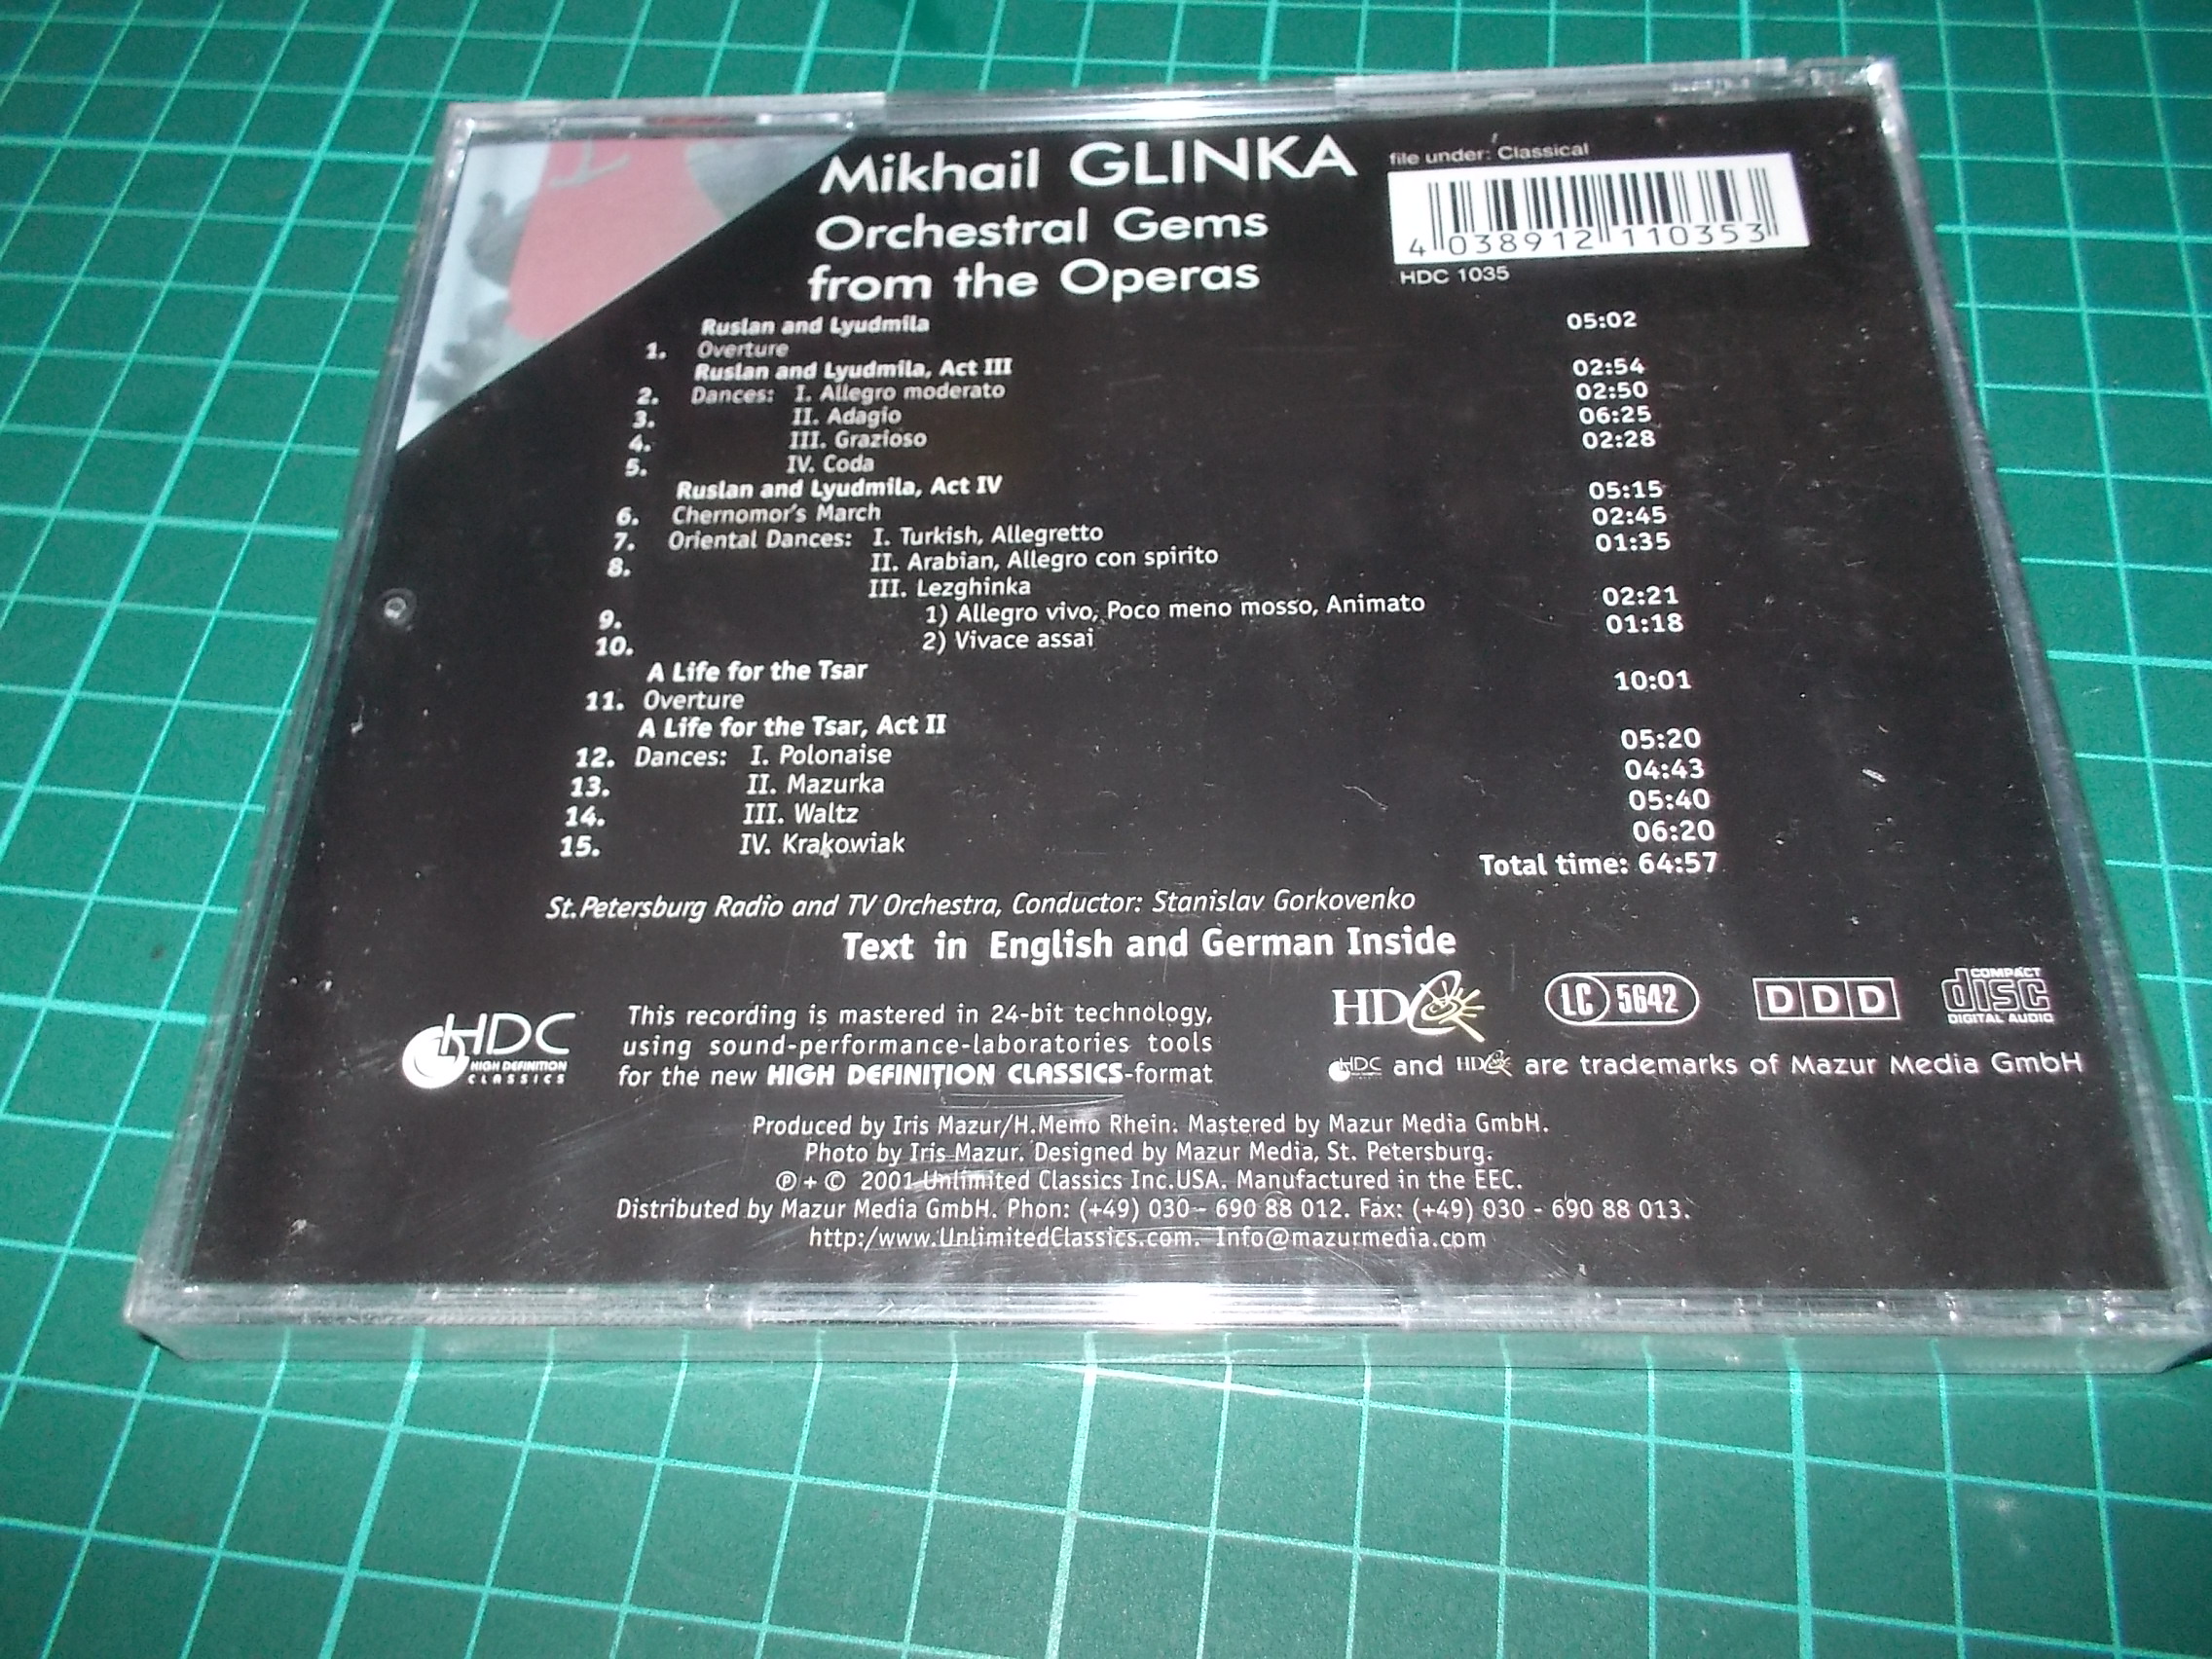 Mikhail GLINKA
Orchestral Gems
from the Operas
file under: Classical
4 038912 110353
HDC 1035
Ruslan and Lyudmila
1. Overture 05:02
Ruslan and Lyudmila, Act III
2. Dances: I. Allegro moderato 02:54
3. II. Adagio 02:50
4. III. Grazioso 06:25
5. IV. Coda 02:28
Ruslan and Lyudmila, Act IV
6. Chernomor's March 05:15
7. Oriental Dances: I. Turkish, Allegretto 02:45
8. II. Arabian, Allegro con spirito 01:35
III. Lezghinka
9. 1) Allegro vivo, Poco meno mosso, Animato 02:21
10. 2) Vivace assai 01:18
A Life for the Tsar
11. Overture 10:01
A Life for the Tsar, Act II
12. Dances: I. Polonaise 05:20
13. II. Mazurka 04:43
14. III. Waltz 05:40
15. IV. Krakowiak 06:20
Total time: 64:57
St.Petersburg Radio and TV Orchestra, Conductor: Stanislav Gorkovenko
Text in English and German Inside
HDC
HIGH DEFINITION
CLASSICS
This recording is mastered in 24-bit technology,
using sound-performance-laboratories tools
for the new HIGH DEFINITION CLASSICS-format
HDC
LC 5642
DDD
COMPACT
disc
DIGITAL AUDIO
HDC and HDC are trademarks of Mazur Media GmbH
Produced by Iris Mazur/H.Memo Rhein. Mastered by Mazur Media GmbH.
Photo by Iris Mazur. Designed by Mazur Media, St. Petersburg.
℗ + © 2001 Unlimited Classics Inc.USA. Manufactured in the EEC.
Distributed by Mazur Media GmbH. Phon: (+49) 030 - 690 88 012. Fax: (+49) 030 - 690 88 013.
http:/www.UnlimitedClassics.com. Info@mazurmedia.com